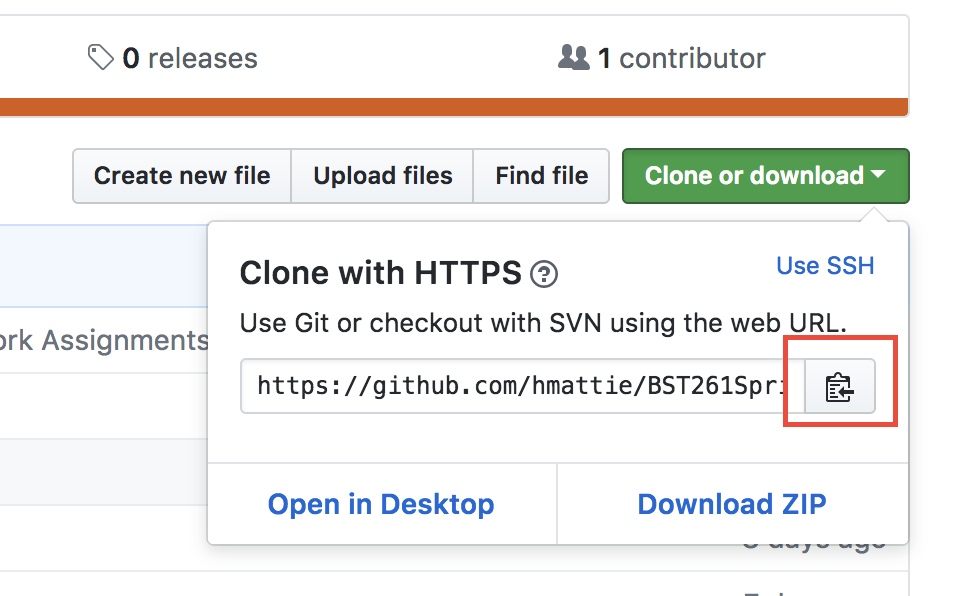 0 releases
1 contributor
Create new file
Upload files
Find file
Clone or download
Clone with HTTPS ?
Use SSH
Use Git or checkout with SVN using the web URL.
Assignments
https://github.com/hmattie/BST261Spri
Open in Desktop
Download ZIP
days ago